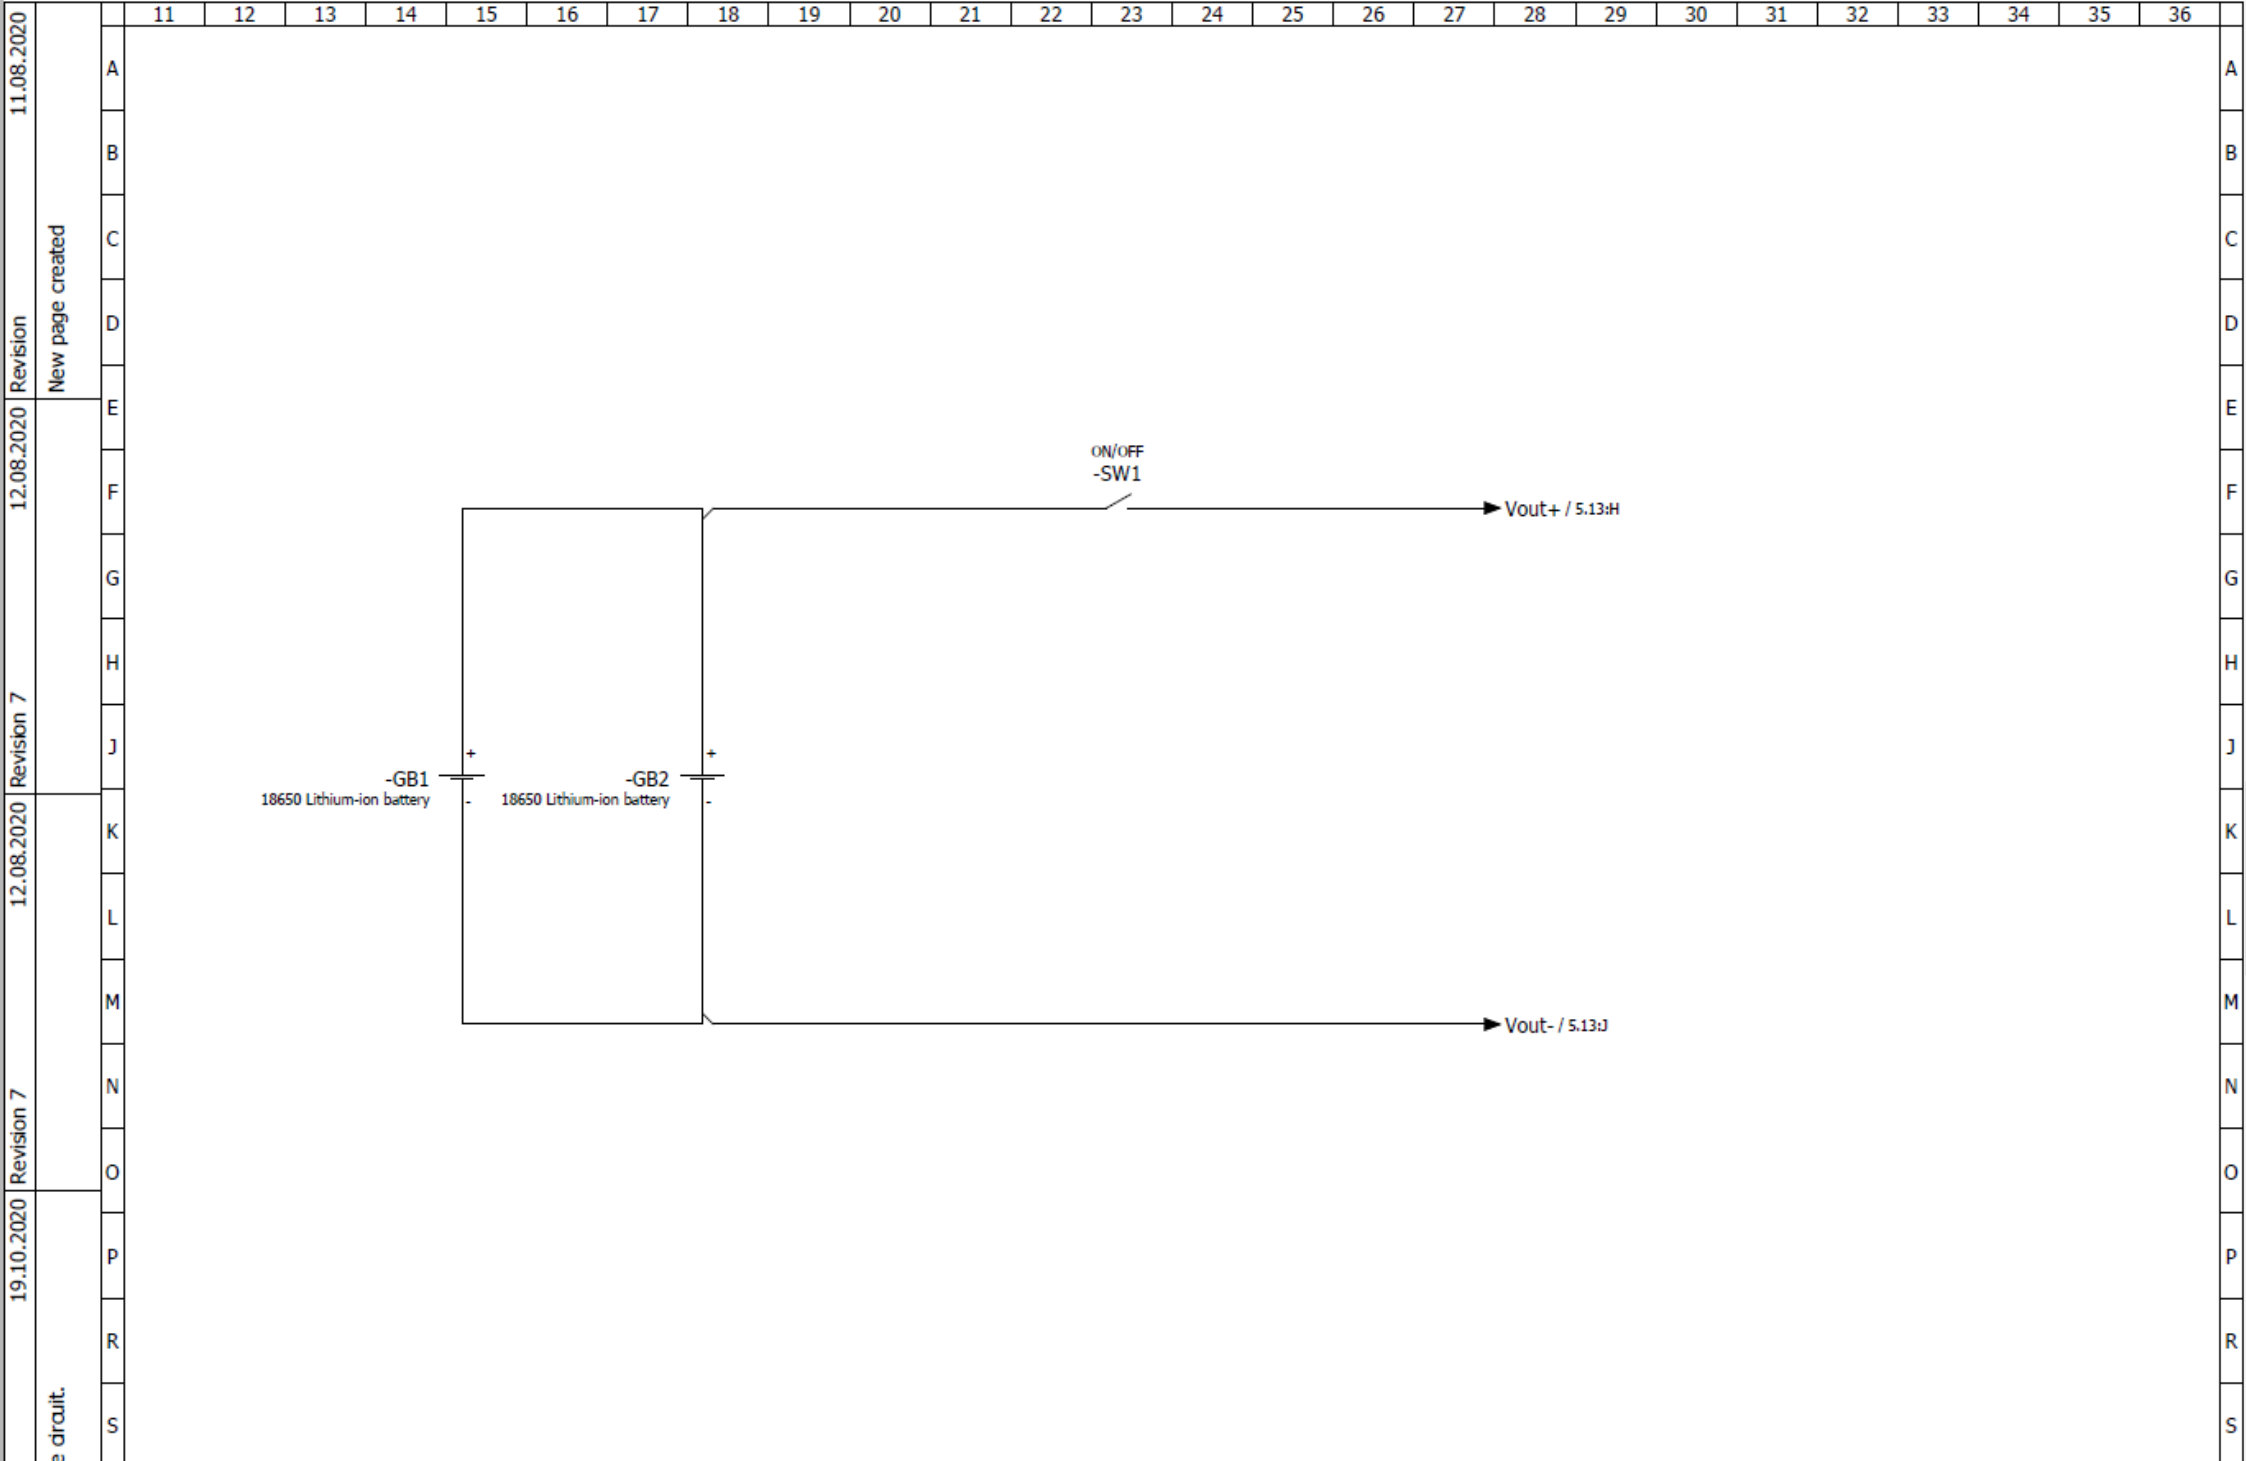 11 12 13 14 15 16 17 18 19 20 21 22 23 24 25 26 27 28 29 30 31 32 33 34 35 36
11.08.2020
Revision
New page created
12.08.2020
Revision 7
12.08.2020
Revision 7
19.10.2020
e circuit.
A
B
C
D
E
F
G
H
J
K
L
M
N
O
P
R
S
ON/OFF
-SW1
Vout+ / 5.13:H
+
-GB1
18650 Lithium-ion battery
-
+
-GB2
18650 Lithium-ion battery
-
Vout- / 5.13:J
A
B
C
D
E
F
G
H
J
K
L
M
N
O
P
R
S